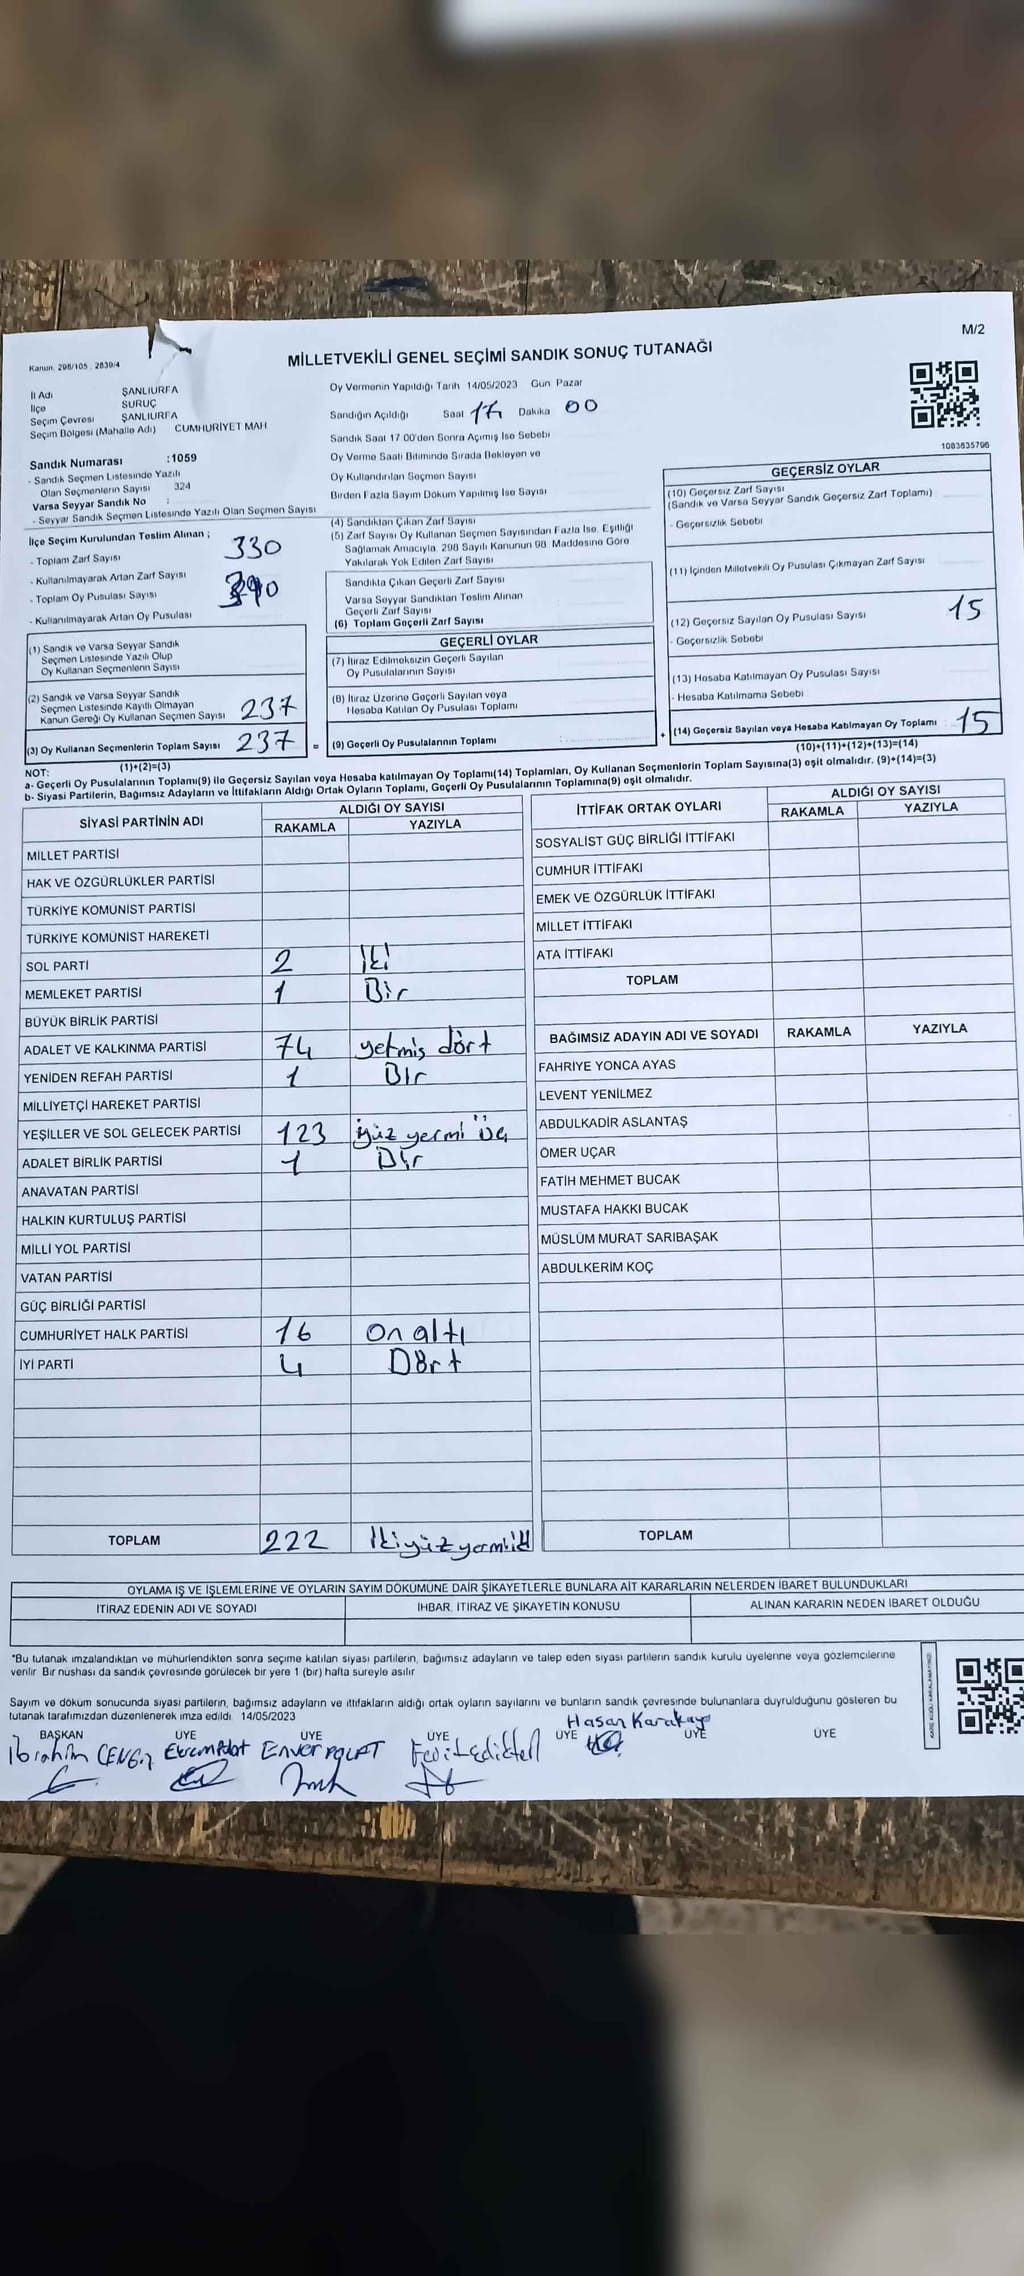 M/2
Kanun. 298/105 . 2839/4
MİLLETVEKİLİ GENEL SEÇİMİ SANDIK SONUÇ TUTANAĞI
İl Adı ŞANLIURFA
İlçe SURUÇ
Seçim Çevresi ŞANLIURFA
Seçim Bölgesi (Mahalle Adı) CUMHURİYET MAH
Oy Vermenin Yapıldığı Tarih 14/05/2023 Gün Pazar
Sandığın Açıldığı Saat 17 Dakika 00
Sandık Saat 17.00'den Sonra Açımış İse Sebebi
Oy Verme Saati Bitiminde Sırada Bekleyen ve
Oy Kullandırılan Seçmen Sayısı
Birden Fazla Sayım Döküm Yapılmış İse Sayısı
1083635796
Sandık Numarası :1059
- Sandık Seçmen Listesinde Yazılı
Olan Seçmenlerin Sayısı 324
Varsa Seyyar Sandık No :
- Seyyar Sandık Seçmen Listesinde Yazılı Olan Seçmen Sayısı
İlçe Seçim Kurulundan Teslim Alınan ;
- Toplam Zarf Sayısı 330
- Kullanılmayarak Artan Zarf Sayısı
- Toplam Oy Pusulası Sayısı
- Kullanılmayarak Artan Oy Pusulası
(1) Sandık ve Varsa Seyyar Sandık
Seçmen Listesinde Yazılı Olup
Oy Kullanan Seçmenlerin Sayısı
(2) Sandık ve Varsa Seyyar Sandık
Seçmen Listesinde Kayıtlı Olmayan
Kanun Gereği Oy Kullanan Seçmen Sayısı 237
(3) Oy Kullanan Seçmenlerin Toplam Sayısı 237
(1)+(2)=(3)
(4) Sandıktan Çıkan Zarf Sayısı
(5) Zarf Sayısı Oy Kullanan Seçmen Sayısından Fazla İse, Eşitliği
Sağlamak Amacıyla, 298 Sayılı Kanunun 98. Maddesine Göre
Yakılarak Yok Edilen Zarf Sayısı
Sandıkta Çıkan Geçerli Zarf Sayısı
Varsa Seyyar Sandıktan Teslim Alınan
Geçerli Zarf Sayısı
(6) Toplam Geçerli Zarf Sayısı
GEÇERLİ OYLAR
(7) İtiraz Edilmeksizin Geçerli Sayılan
Oy Pusulalarının Sayısı
(8) İtiraz Üzerine Geçerli Sayılan veya
Hesaba Katılan Oy Pusulası Toplamı
= (9) Geçerli Oy Pusulalarının Toplamı :
GEÇERSİZ OYLAR
(10) Geçersiz Zarf Sayısı
(Sandık ve Varsa Seyyar Sandık Geçersiz Zarf Toplamı)
- Geçersizlik Sebebi
(11) İçinden Milletvekili Oy Pusulası Çıkmayan Zarf Sayısı
(12) Geçersiz Sayılan Oy Pusulası Sayısı 15
- Geçersizlik Sebebi
(13) Hesaba Katılmayan Oy Pusulası Sayısı
- Hesaba Katılmama Sebebi
+ (14) Geçersiz Sayılan veya Hesaba Katılmayan Oy Toplamı 15
(10)+(11)+(12)+(13)=(14)
NOT:
a- Geçerli Oy Pusulalarının Toplamı(9) ile Geçersiz Sayılan veya Hesaba katılmayan Oy Toplamı(14) Toplamları, Oy Kullanan Seçmenlerin Toplam Sayısına(3) eşit olmalıdır. (9)+(14)=(3)
b- Siyasi Partilerin, Bağımsız Adayların ve İttifakların Aldığı Ortak Oyların Toplamı, Geçerli Oy Pusulalarının Toplamına(9) eşit olmalıdır.
SİYASİ PARTİNİN ADI ALDIĞI OY SAYISI
RAKAMLA YAZIYLA
MİLLET PARTİSİ
HAK VE ÖZGÜRLÜKLER PARTİSİ
TÜRKİYE KOMÜNİST PARTİSİ
TÜRKİYE KOMÜNİST HAREKETİ
SOL PARTİ 2 İki
MEMLEKET PARTİSİ 1 Bir
BÜYÜK BİRLİK PARTİSİ
ADALET VE KALKINMA PARTİSİ 74 yetmiş dört
YENİDEN REFAH PARTİSİ 1 Bir
MİLLİYETÇİ HAREKET PARTİSİ
YEŞİLLER VE SOL GELECEK PARTİSİ 123 yüz yermi üç
ADALET BİRLİK PARTİSİ 1 Bir
ANAVATAN PARTİSİ
HALKIN KURTULUŞ PARTİSİ
MİLLİ YOL PARTİSİ
VATAN PARTİSİ
GÜÇ BİRLİĞİ PARTİSİ
CUMHURİYET HALK PARTİSİ 16 on altı
İYİ PARTİ 4 Dört
TOPLAM 222 İkiyüzyermiiki
İTTİFAK ORTAK OYLARI ALDIĞI OY SAYISI
RAKAMLA YAZIYLA
SOSYALİST GÜÇ BİRLİĞİ İTTİFAKI
CUMHUR İTTİFAKI
EMEK VE ÖZGÜRLÜK İTTİFAKI
MİLLET İTTİFAKI
ATA İTTİFAKI
TOPLAM
BAĞIMSIZ ADAYIN ADI VE SOYADI RAKAMLA YAZIYLA
FAHRİYE YONCA AYAS
LEVENT YENİLMEZ
ABDULKADİR ASLANTAŞ
ÖMER UÇAR
FATİH MEHMET BUCAK
MUSTAFA HAKKI BUCAK
MÜSLÜM MURAT SARIBAŞAK
ABDULKERİM KOÇ
TOPLAM
OYLAMA İŞ VE İŞLEMLERİNE VE OYLARIN SAYIM DÖKÜMÜNE DAİR ŞİKAYETLERLE BUNLARA AİT KARARLARIN NELERDEN İBARET BULUNDUKLARI
İTİRAZ EDENİN ADI VE SOYADI İHBAR, İTİRAZ VE ŞİKAYETİN KONUSU ALINAN KARARIN NEDEN İBARET OLDUĞU
*Bu tutanak imzalandıktan ve mühürlendikten sonra seçime katılan siyasi partilerin, bağımsız adayların ve talep eden siyasi partilerin sandık kurulu üyelerine veya gözlemcilerine
verilir. Bir nüshası da sandık çevresinde görülecek bir yere 1 (bir) hafta süreyle asılır
Sayım ve döküm sonucunda siyasi partilerin, bağımsız adayların ve ittifakların aldığı ortak oyların sayılarını ve bunların sandık çevresinde bulunanlara duyrulduğunu gösteren bu
tutanak tarafımızdan düzenlenerek imza edildi. 14/05/2023
Hasan Karakaya
BAŞKAN ÜYE ÜYE ÜYE ÜYE ÜYE ÜYE
İbrahim CENGİZ Ekrem Polat Enver POLAT